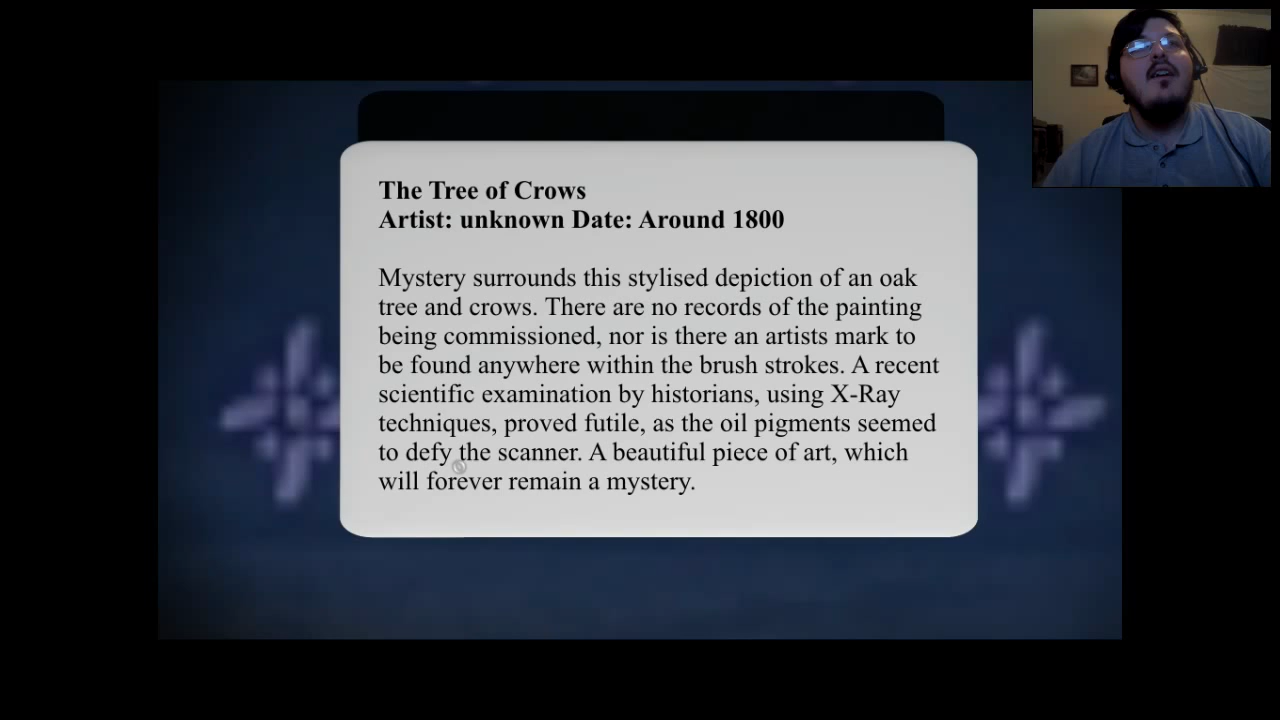 The Tree of Crows
Artist: unknown Date: Around 1800
Mystery surrounds this stylised depiction of an oak
tree and crows. There are no records of the painting
being commissioned, nor is there an artists mark to
be found anywhere within the brush strokes. A recent
scientific examination by historians, using X-Ray
techniques, proved futile, as the oil pigments seemed
to defy the scanner. A beautiful piece of art, which
will forever remain a mystery.